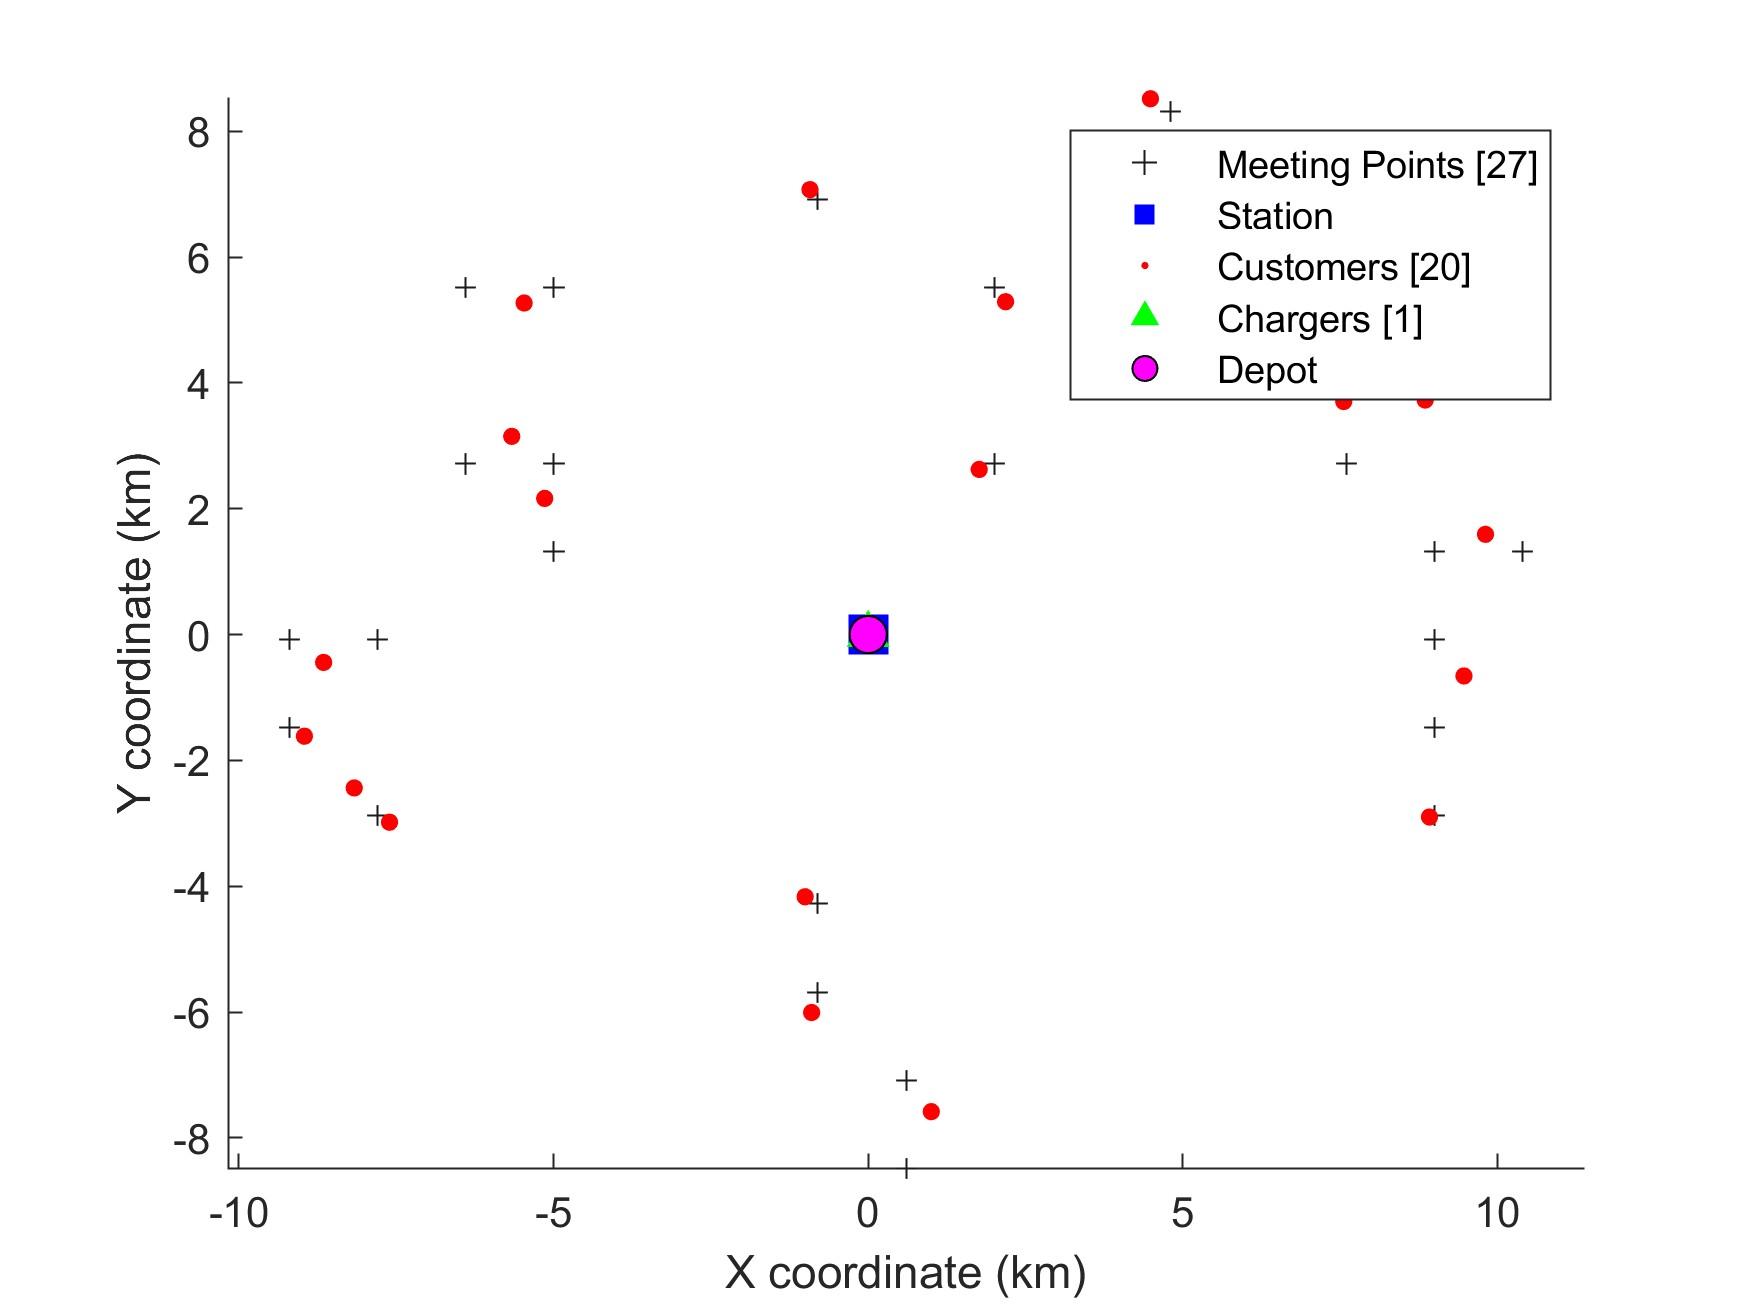 8
6
4
2
0
-2
-4
-6
-8
Y coordinate (km)
Meeting Points [27]
Station
Customers [20]
Chargers [1]
Depot
-10 -5 0 5 10
X coordinate (km)